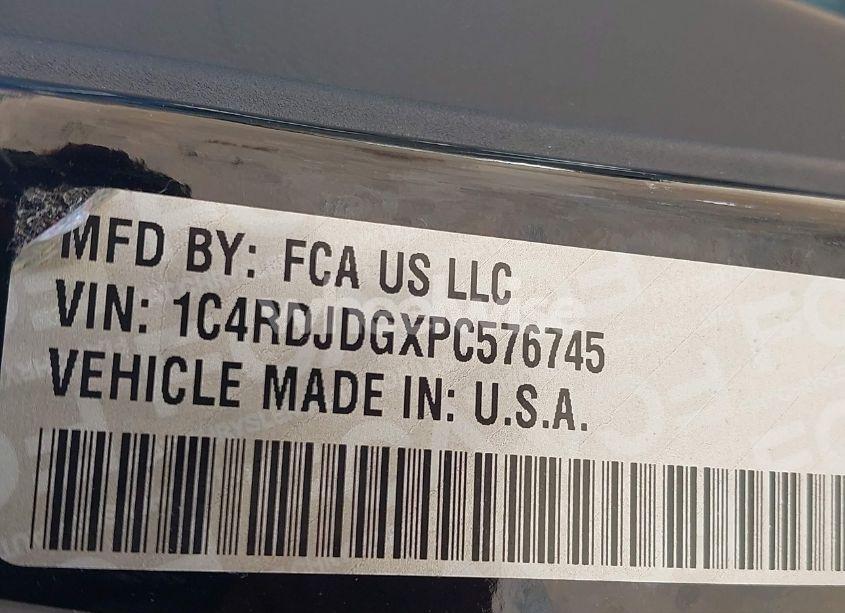 MFD BY: FCA US LLC
VIN: 1C4RDJDGXPC576745
VEHICLE MADE IN: U.S.A.